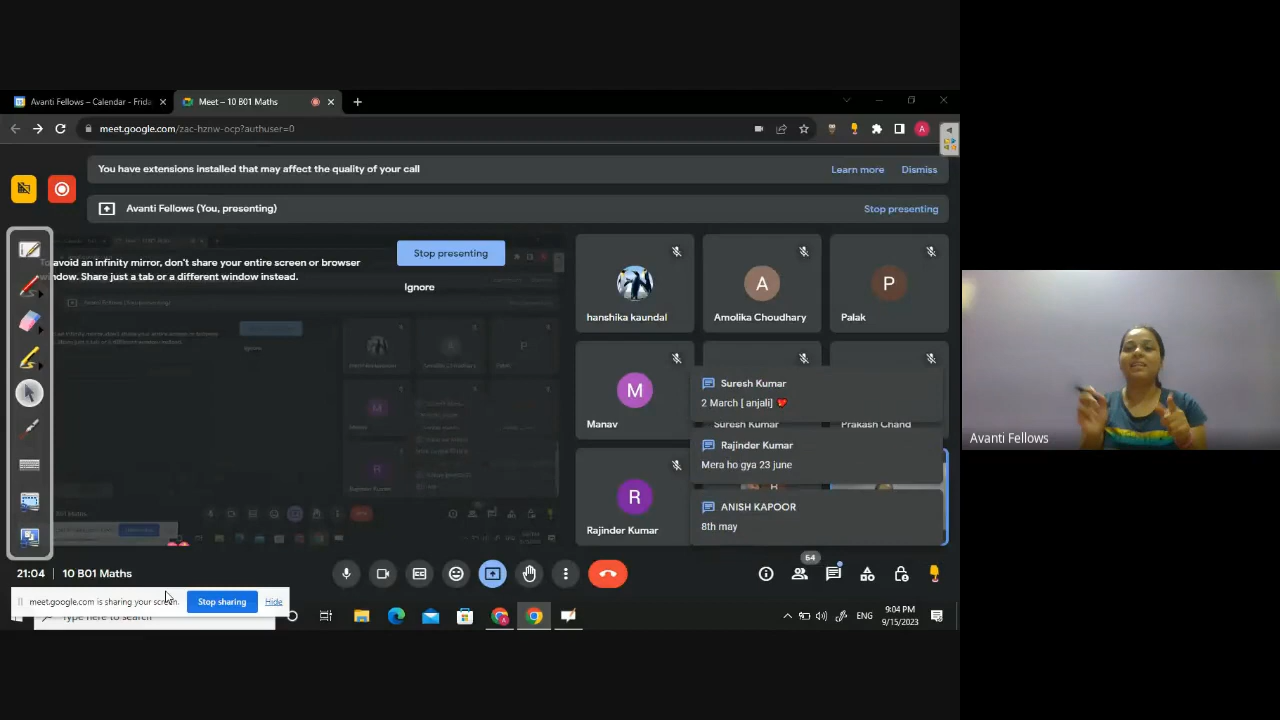 Avanti Fellows – Calendar - Frida
Meet – 10 B01 Maths
meet.google.com/zac-hznw-ocp?authuser=0
A
You have extensions installed that may affect the quality of your call
Learn more
Dismiss
Avanti Fellows (You, presenting)
Stop presenting
avoid an infinity mirror, don't share your entire screen or browser
window. Share just a tab or a different window instead.
Stop presenting
Ignore
hanshika kaundal
A
Amolika Choudhary
P
Palak
M
Manav
Suresh Kumar
2 March [ anjali]
Suresh Kumar
Prakash Chand
Rajinder Kumar
Mera ho gya 23 june
R
Rajinder Kumar
ANISH KAPOOR
8th may
Avanti Fellows
21:04 | 10 B01 Maths
64
meet.google.com is sharing your screen.
Stop sharing
Hide
Type here to search
ENG
9:04 PM
9/15/2023